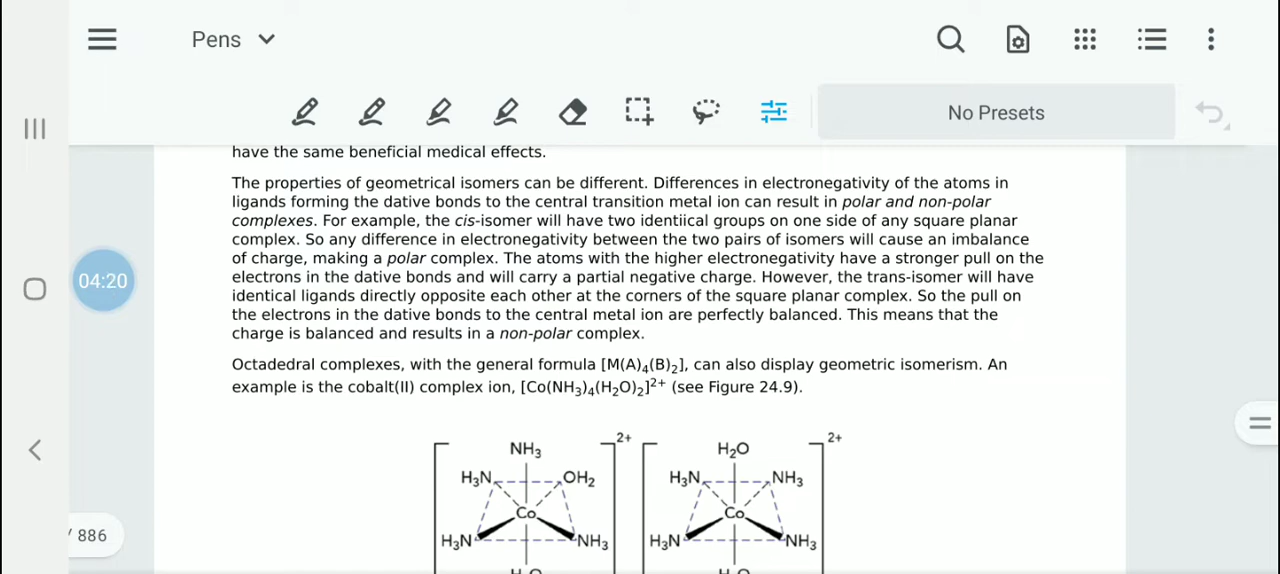 Pens
No Presets
have the same beneficial medical effects.
The properties of geometrical isomers can be different. Differences in electronegativity of the atoms in
ligands forming the dative bonds to the central transition metal ion can result in polar and non-polar
complexes. For example, the cis-isomer will have two identiical groups on one side of any square planar
complex. So any difference in electronegativity between the two pairs of isomers will cause an imbalance
of charge, making a polar complex. The atoms with the higher electronegativity have a stronger pull on the
electrons in the dative bonds and will carry a partial negative charge. However, the trans-isomer will have
identical ligands directly opposite each other at the corners of the square planar complex. So the pull on
the electrons in the dative bonds to the central metal ion are perfectly balanced. This means that the
charge is balanced and results in a non-polar complex.
Octadedral complexes, with the general formula [M(A)₄(B)₂], can also display geometric isomerism. An
example is the cobalt(II) complex ion, [Co(NH₃)₄(H₂O)₂]²⁺ (see Figure 24.9).
04:20
/ 886
2+ 2+
NH₃ H₂O
H₃N OH₂ H₃N NH₃
Co Co
H₃N NH₃ H₃N NH₃